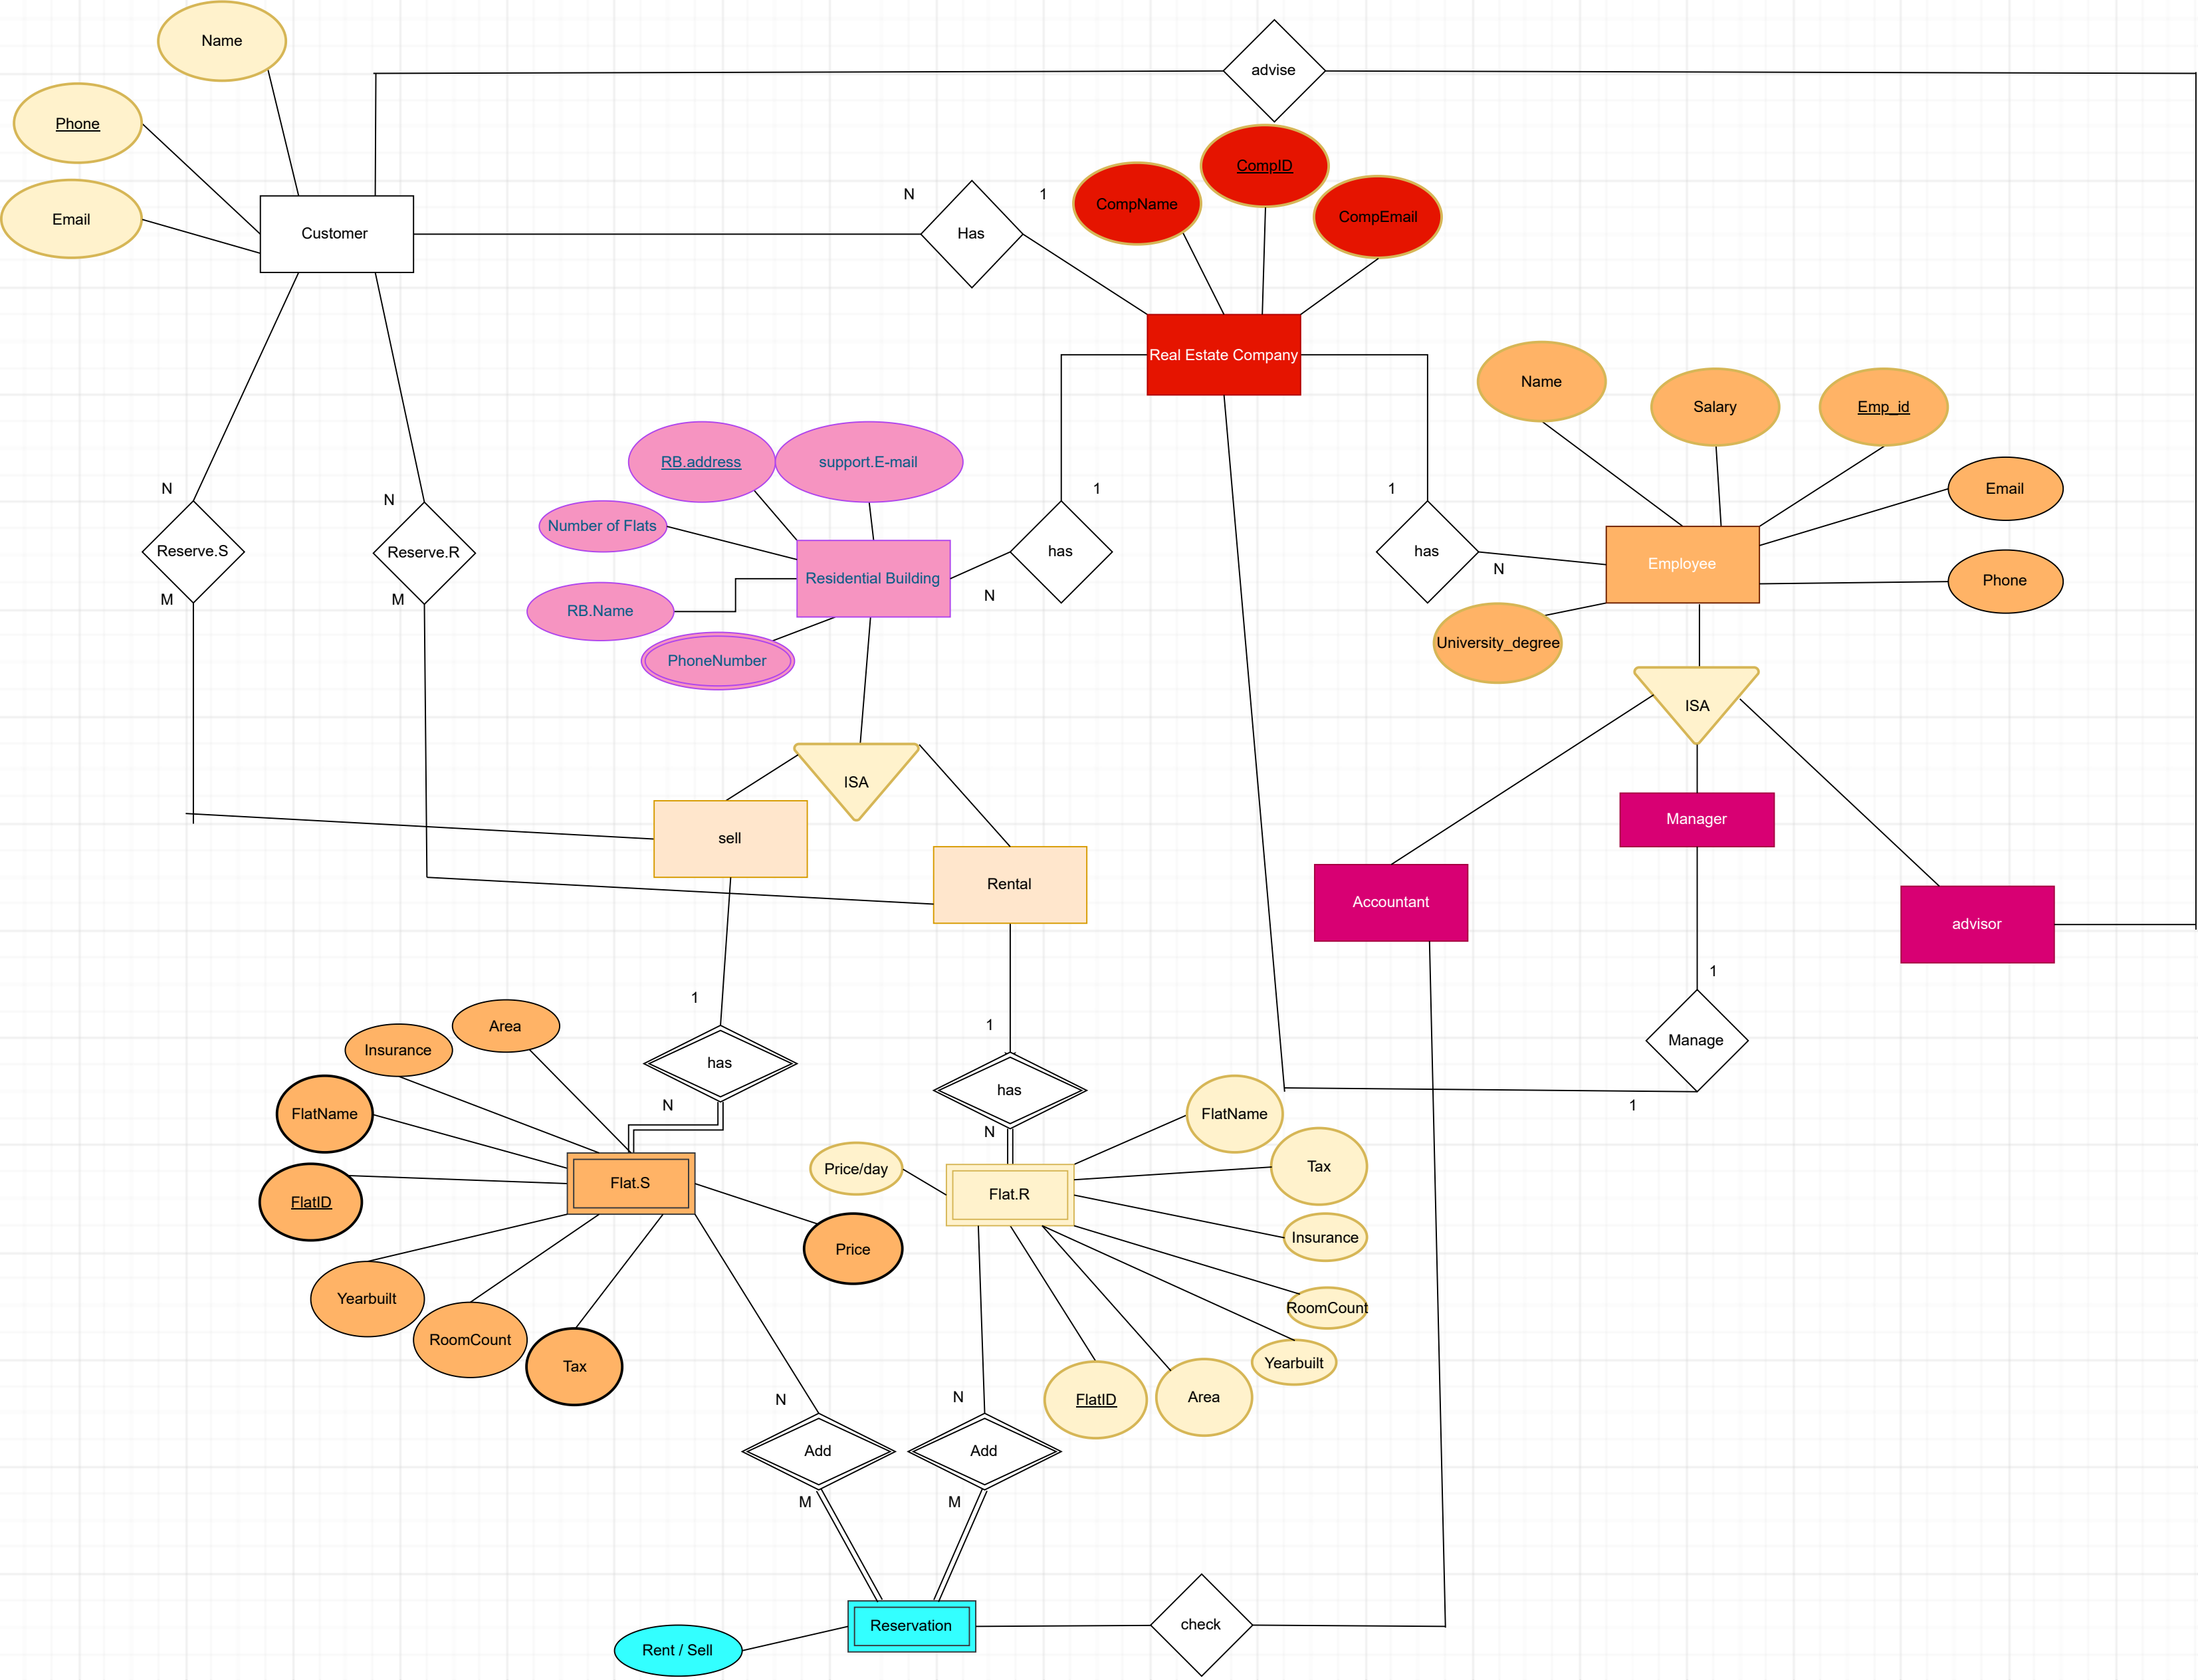 Name
advise
Phone
CompID
N
1
CompName
Email
CompEmail
Customer
Has
Real Estate Company
Name
Salary
Emp_id
RB.address
support.E-mail
N
N
1
1
Email
Number of Flats
Reserve.S
Reserve.R
has
has
Employee
N
Residential Building
Phone
M
M
N
RB.Name
University_degree
PhoneNumber
ISA
ISA
Manager
sell
Rental
Accountant
advisor
1
1
Area
1
Insurance
has
Manage
has
N
1
FlatName
FlatName
N
Price/day
Tax
Flat.S
Flat.R
FlatID
Insurance
Price
Yearbuilt
RoomCount
RoomCount
Tax
Yearbuilt
N
N
FlatID
Area
Add
Add
M
M
Reservation
check
Rent / Sell